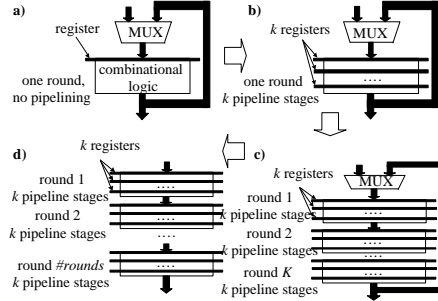 a)
MUX
register
combinational
logic
one round,
no pipelining
b)
k registers
MUX
....
one round
k pipeline stages
d)
k registers
round 1
k pipeline stages
....
round 2
k pipeline stages
....
....
round #rounds
k pipeline stages
....
c)
k registers
MUX
round 1
k pipeline stages
....
round 2
k pipeline stages
....
....
round K
k pipeline stages
....